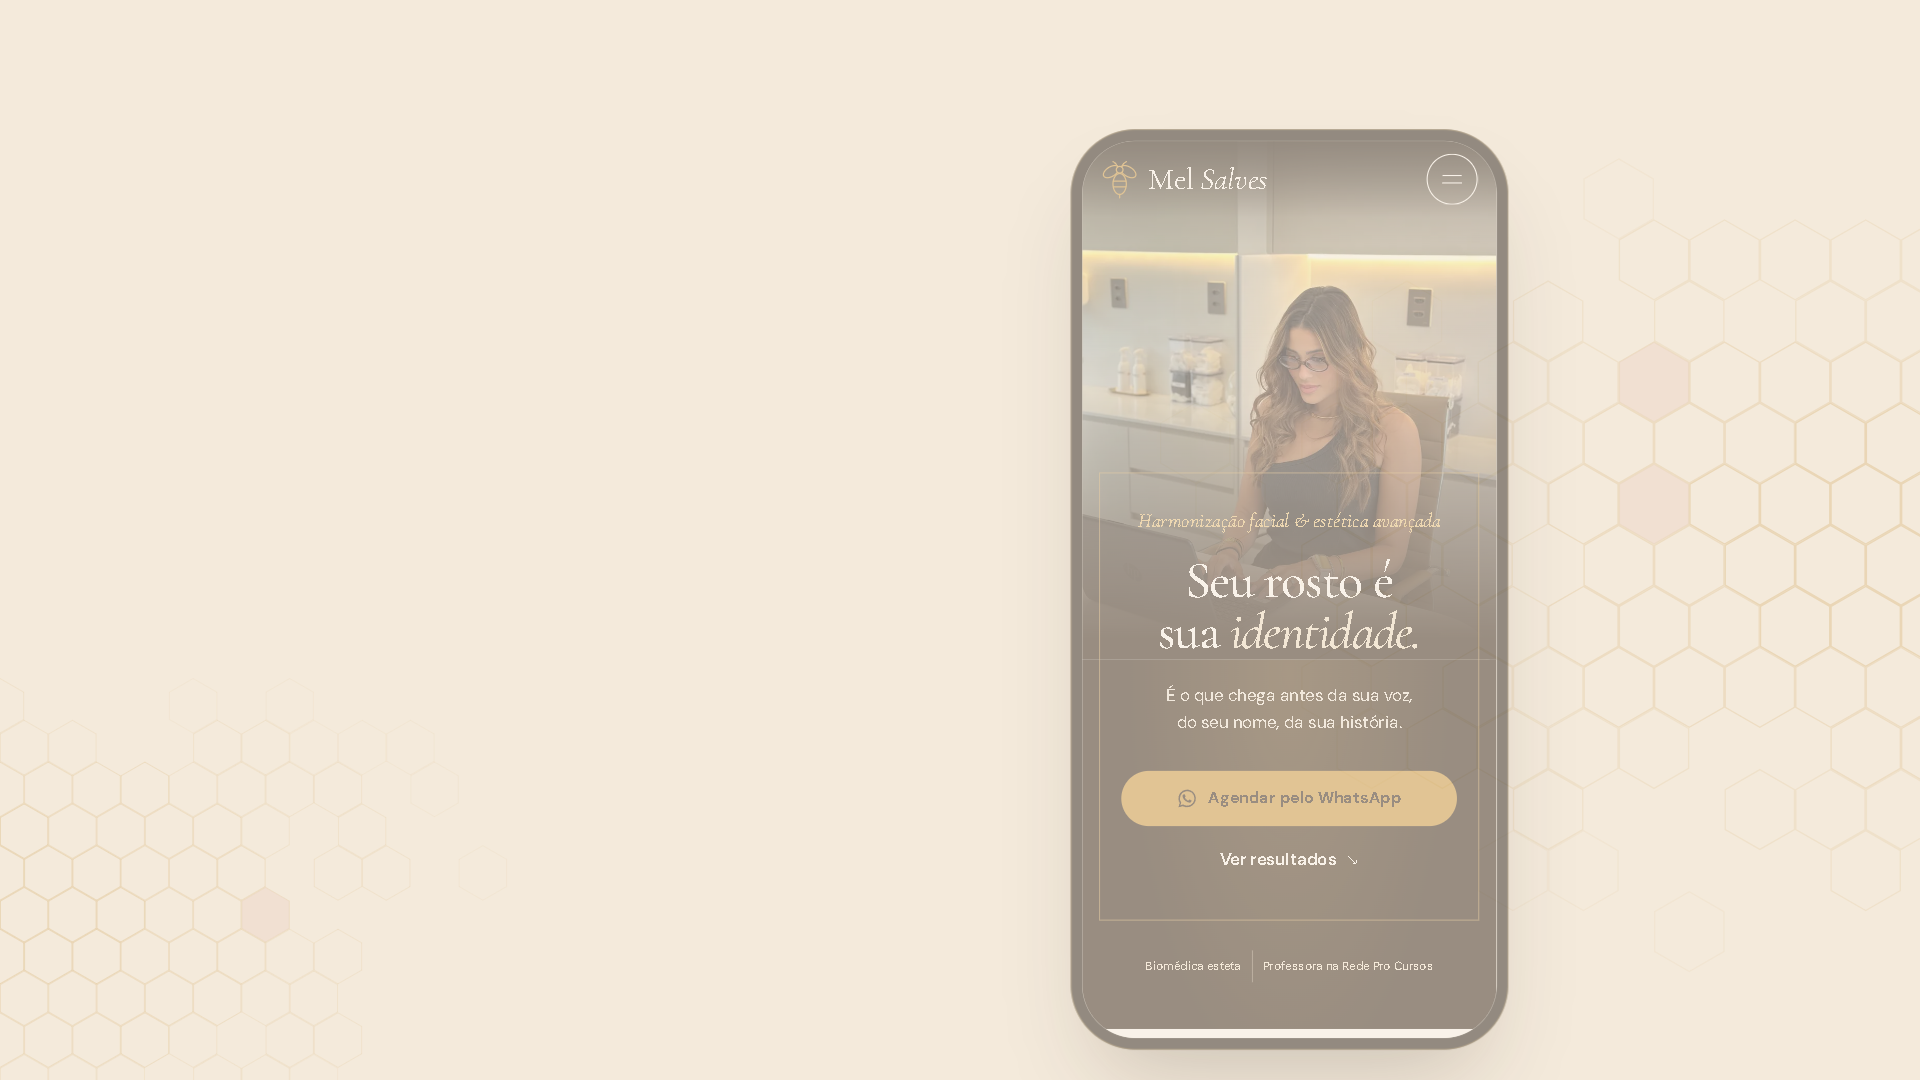 Mel Salves
Harmonização facial & estética avançada
Seu rosto é
sua identidade.
É o que chega antes da sua voz,
do seu nome, da sua história.
Agendar pelo WhatsApp
Ver resultados ↘
Biomédica esteta
Professora na Rede Pro Cursos